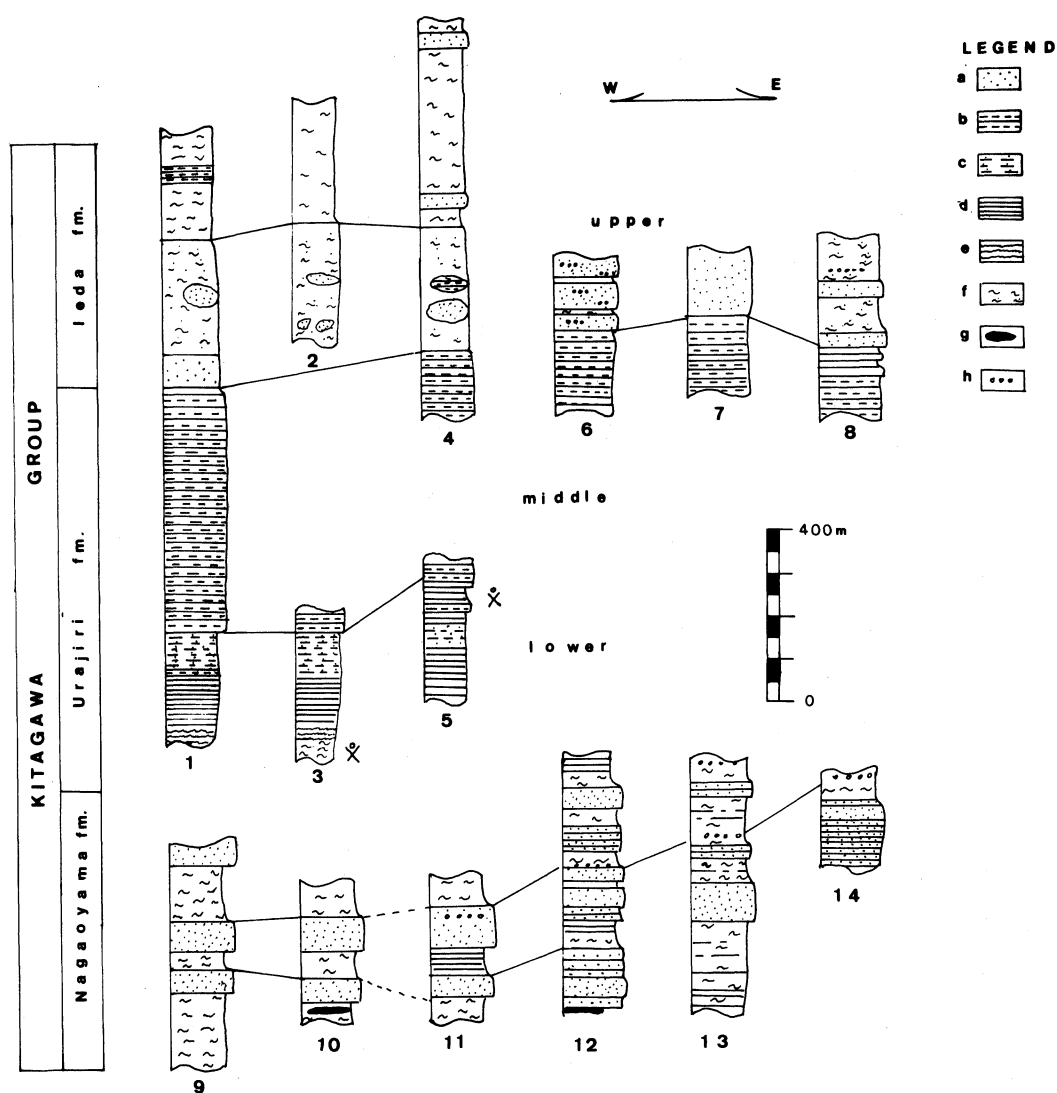 LEGEND
a
b
c
d
e
f
g
h
W E
upper
middle
lower
400m
0
KITAGAWA GROUP
Ieda fm.
Urajiri fm.
Nagaoyama fm.
1
2
3
4
5
6
7
8
9
10
11
12
13
14